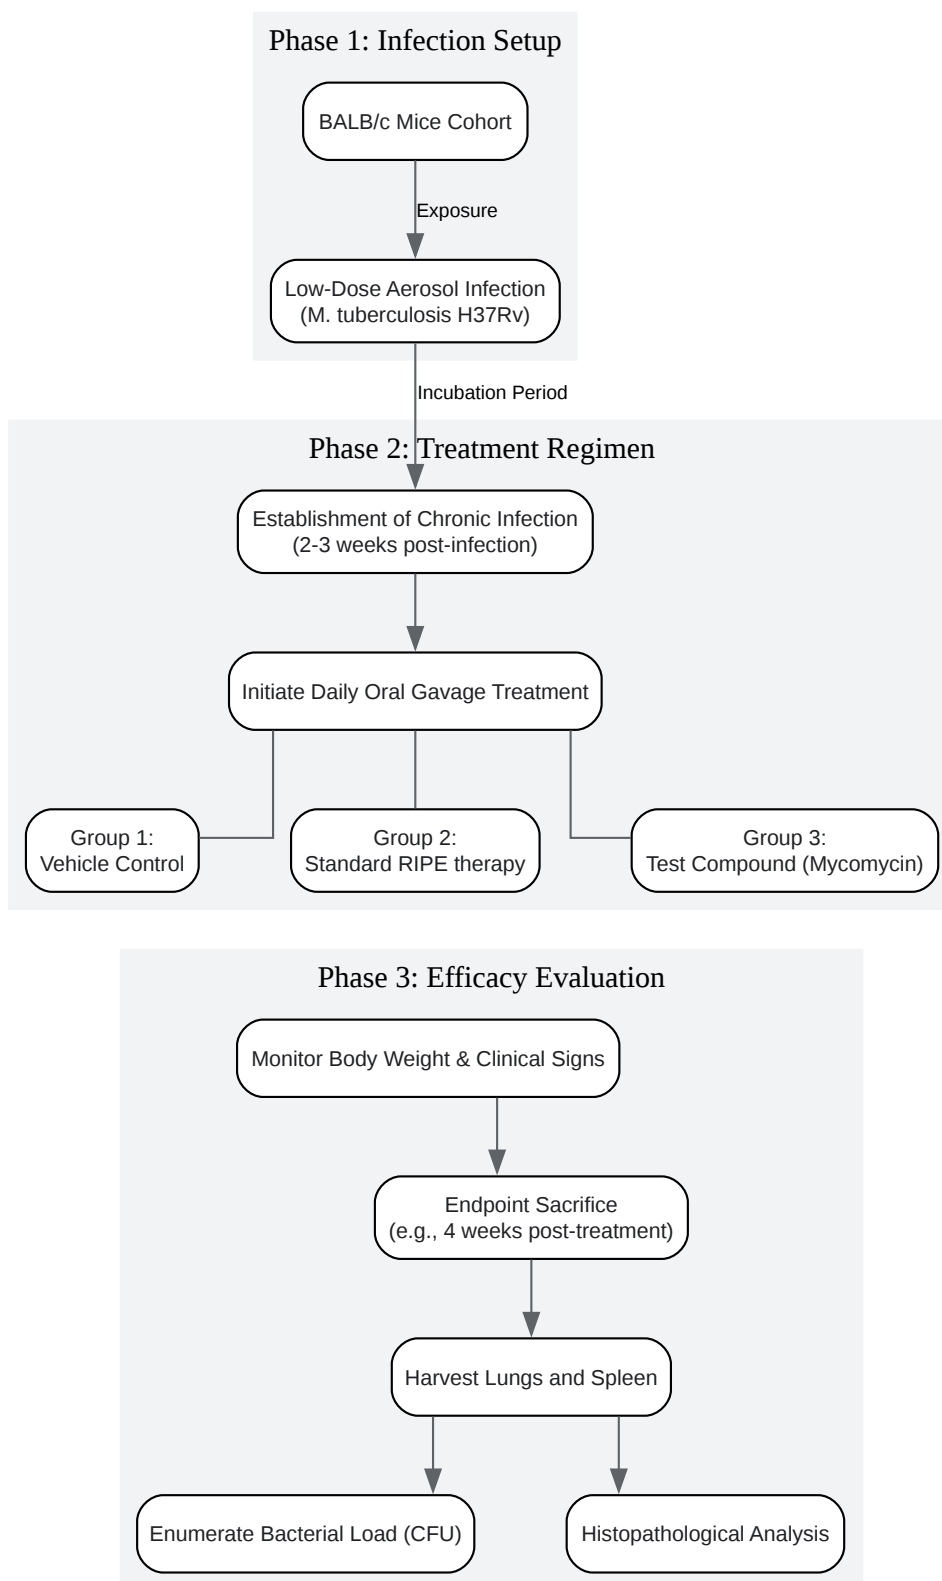 Phase 1: Infection Setup
BALB/c Mice Cohort
Exposure
Low-Dose Aerosol Infection
(M. tuberculosis H37Rv)
Incubation Period
Phase 2: Treatment Regimen
Establishment of Chronic Infection
(2-3 weeks post-infection)
Initiate Daily Oral Gavage Treatment
Group 1:
Vehicle Control
Group 2:
Standard RIPE therapy
Group 3:
Test Compound (Mycomycin)
Phase 3: Efficacy Evaluation
Monitor Body Weight & Clinical Signs
Endpoint Sacrifice
(e.g., 4 weeks post-treatment)
Harvest Lungs and Spleen
Enumerate Bacterial Load (CFU)
Histopathological Analysis